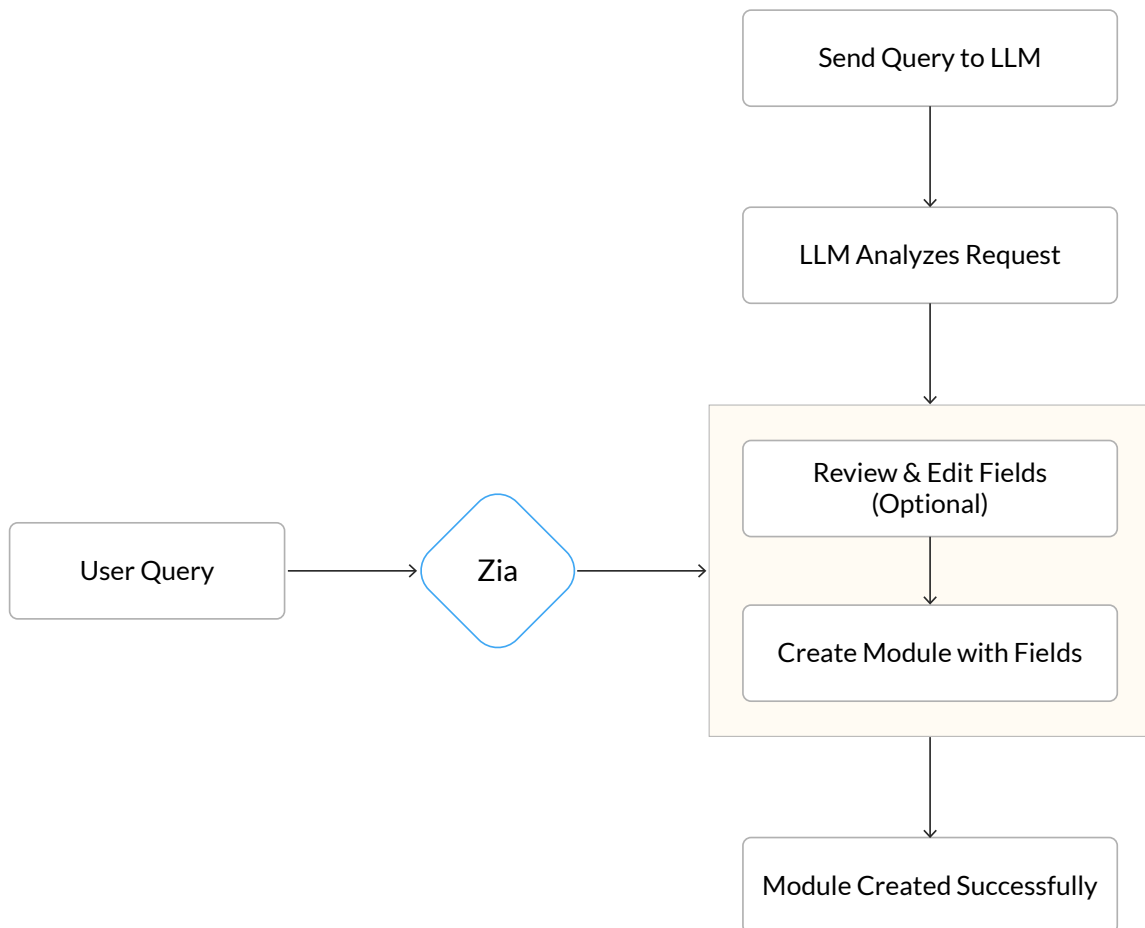 Send Query to LLM
LLM Analyzes Request
Review & Edit Fields
(Optional)
User Query
Zia
Create Module with Fields
Module Created Successfully